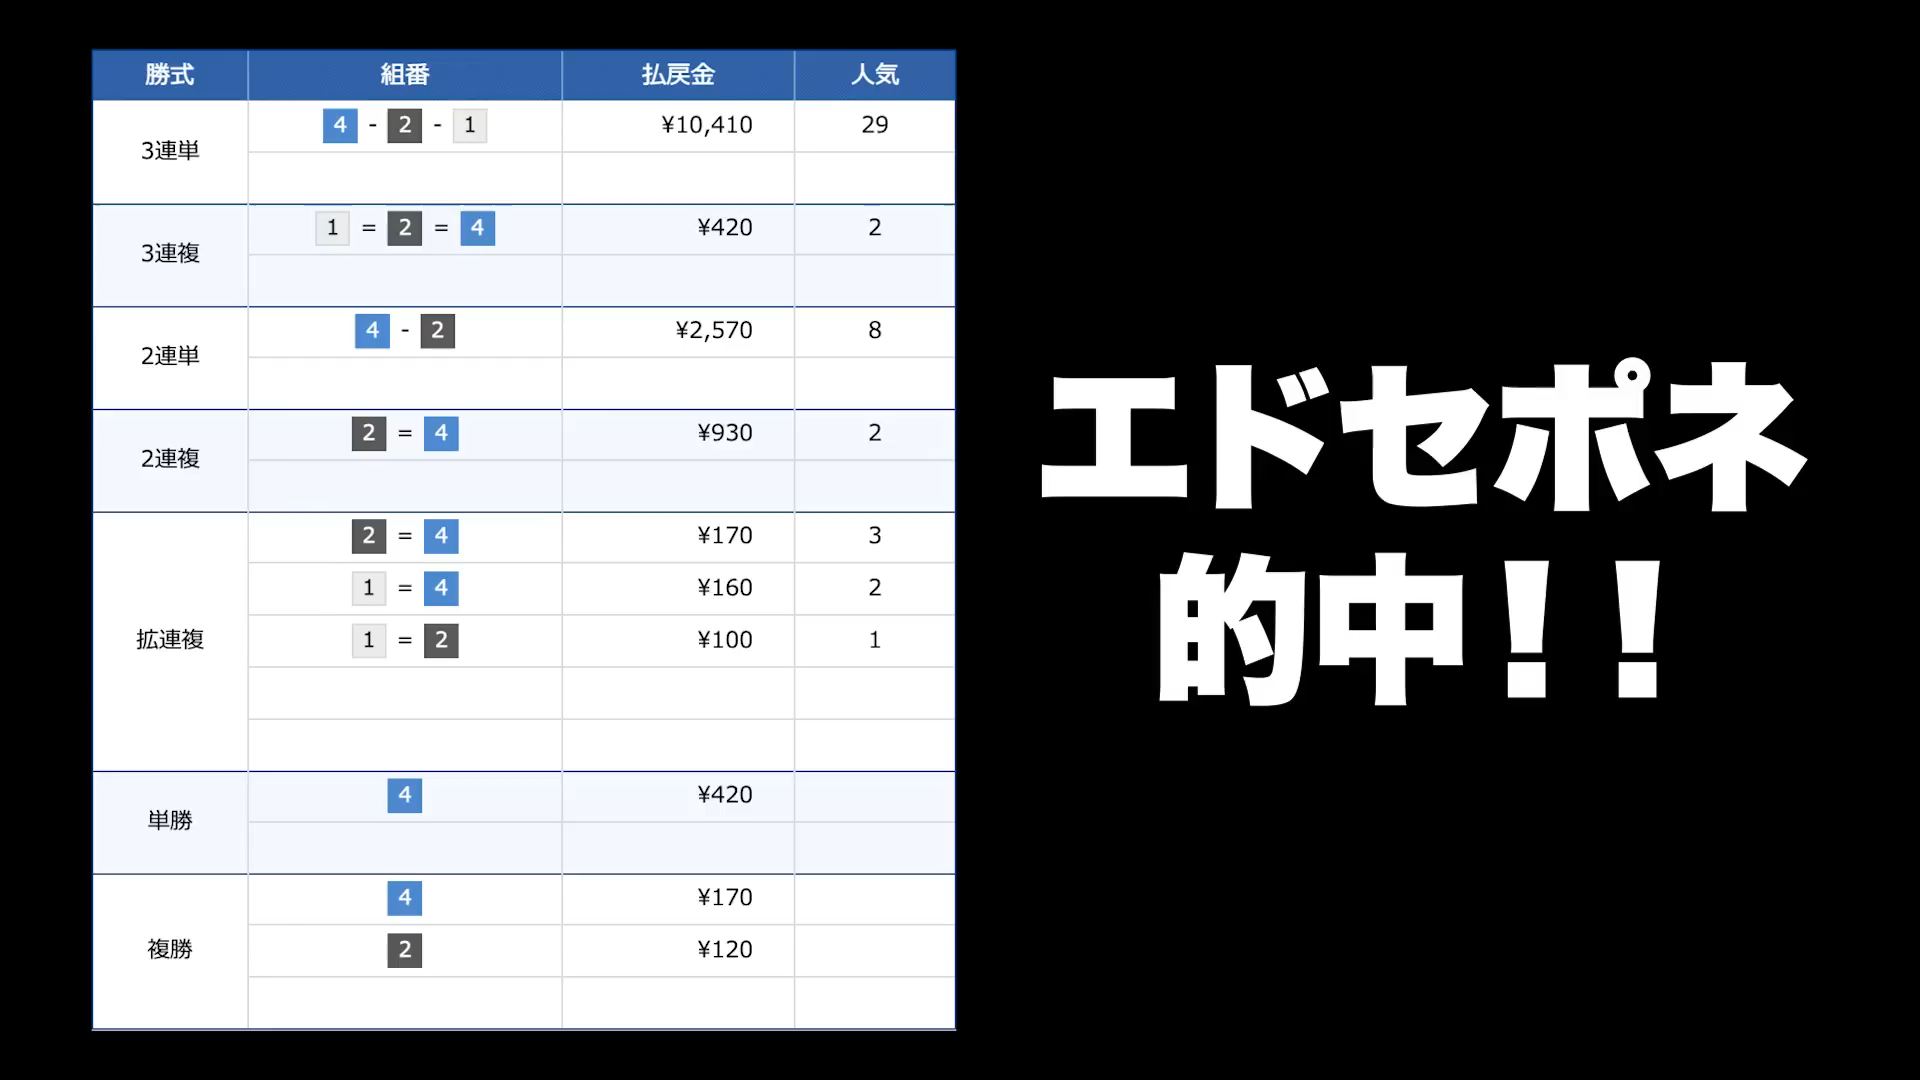 勝式 組番 払戻金 人気
3連単 4 - 2 - 1 ¥10,410 29
3連複 1 = 2 = 4 ¥420 2
2連単 4 - 2 ¥2,570 8
2連複 2 = 4 ¥930 2
拡連複 2 = 4 ¥170 3
1 = 4 ¥160 2
1 = 2 ¥100 1
単勝 4 ¥420
複勝 4 ¥170
2 ¥120
エドセポネ
的中！！